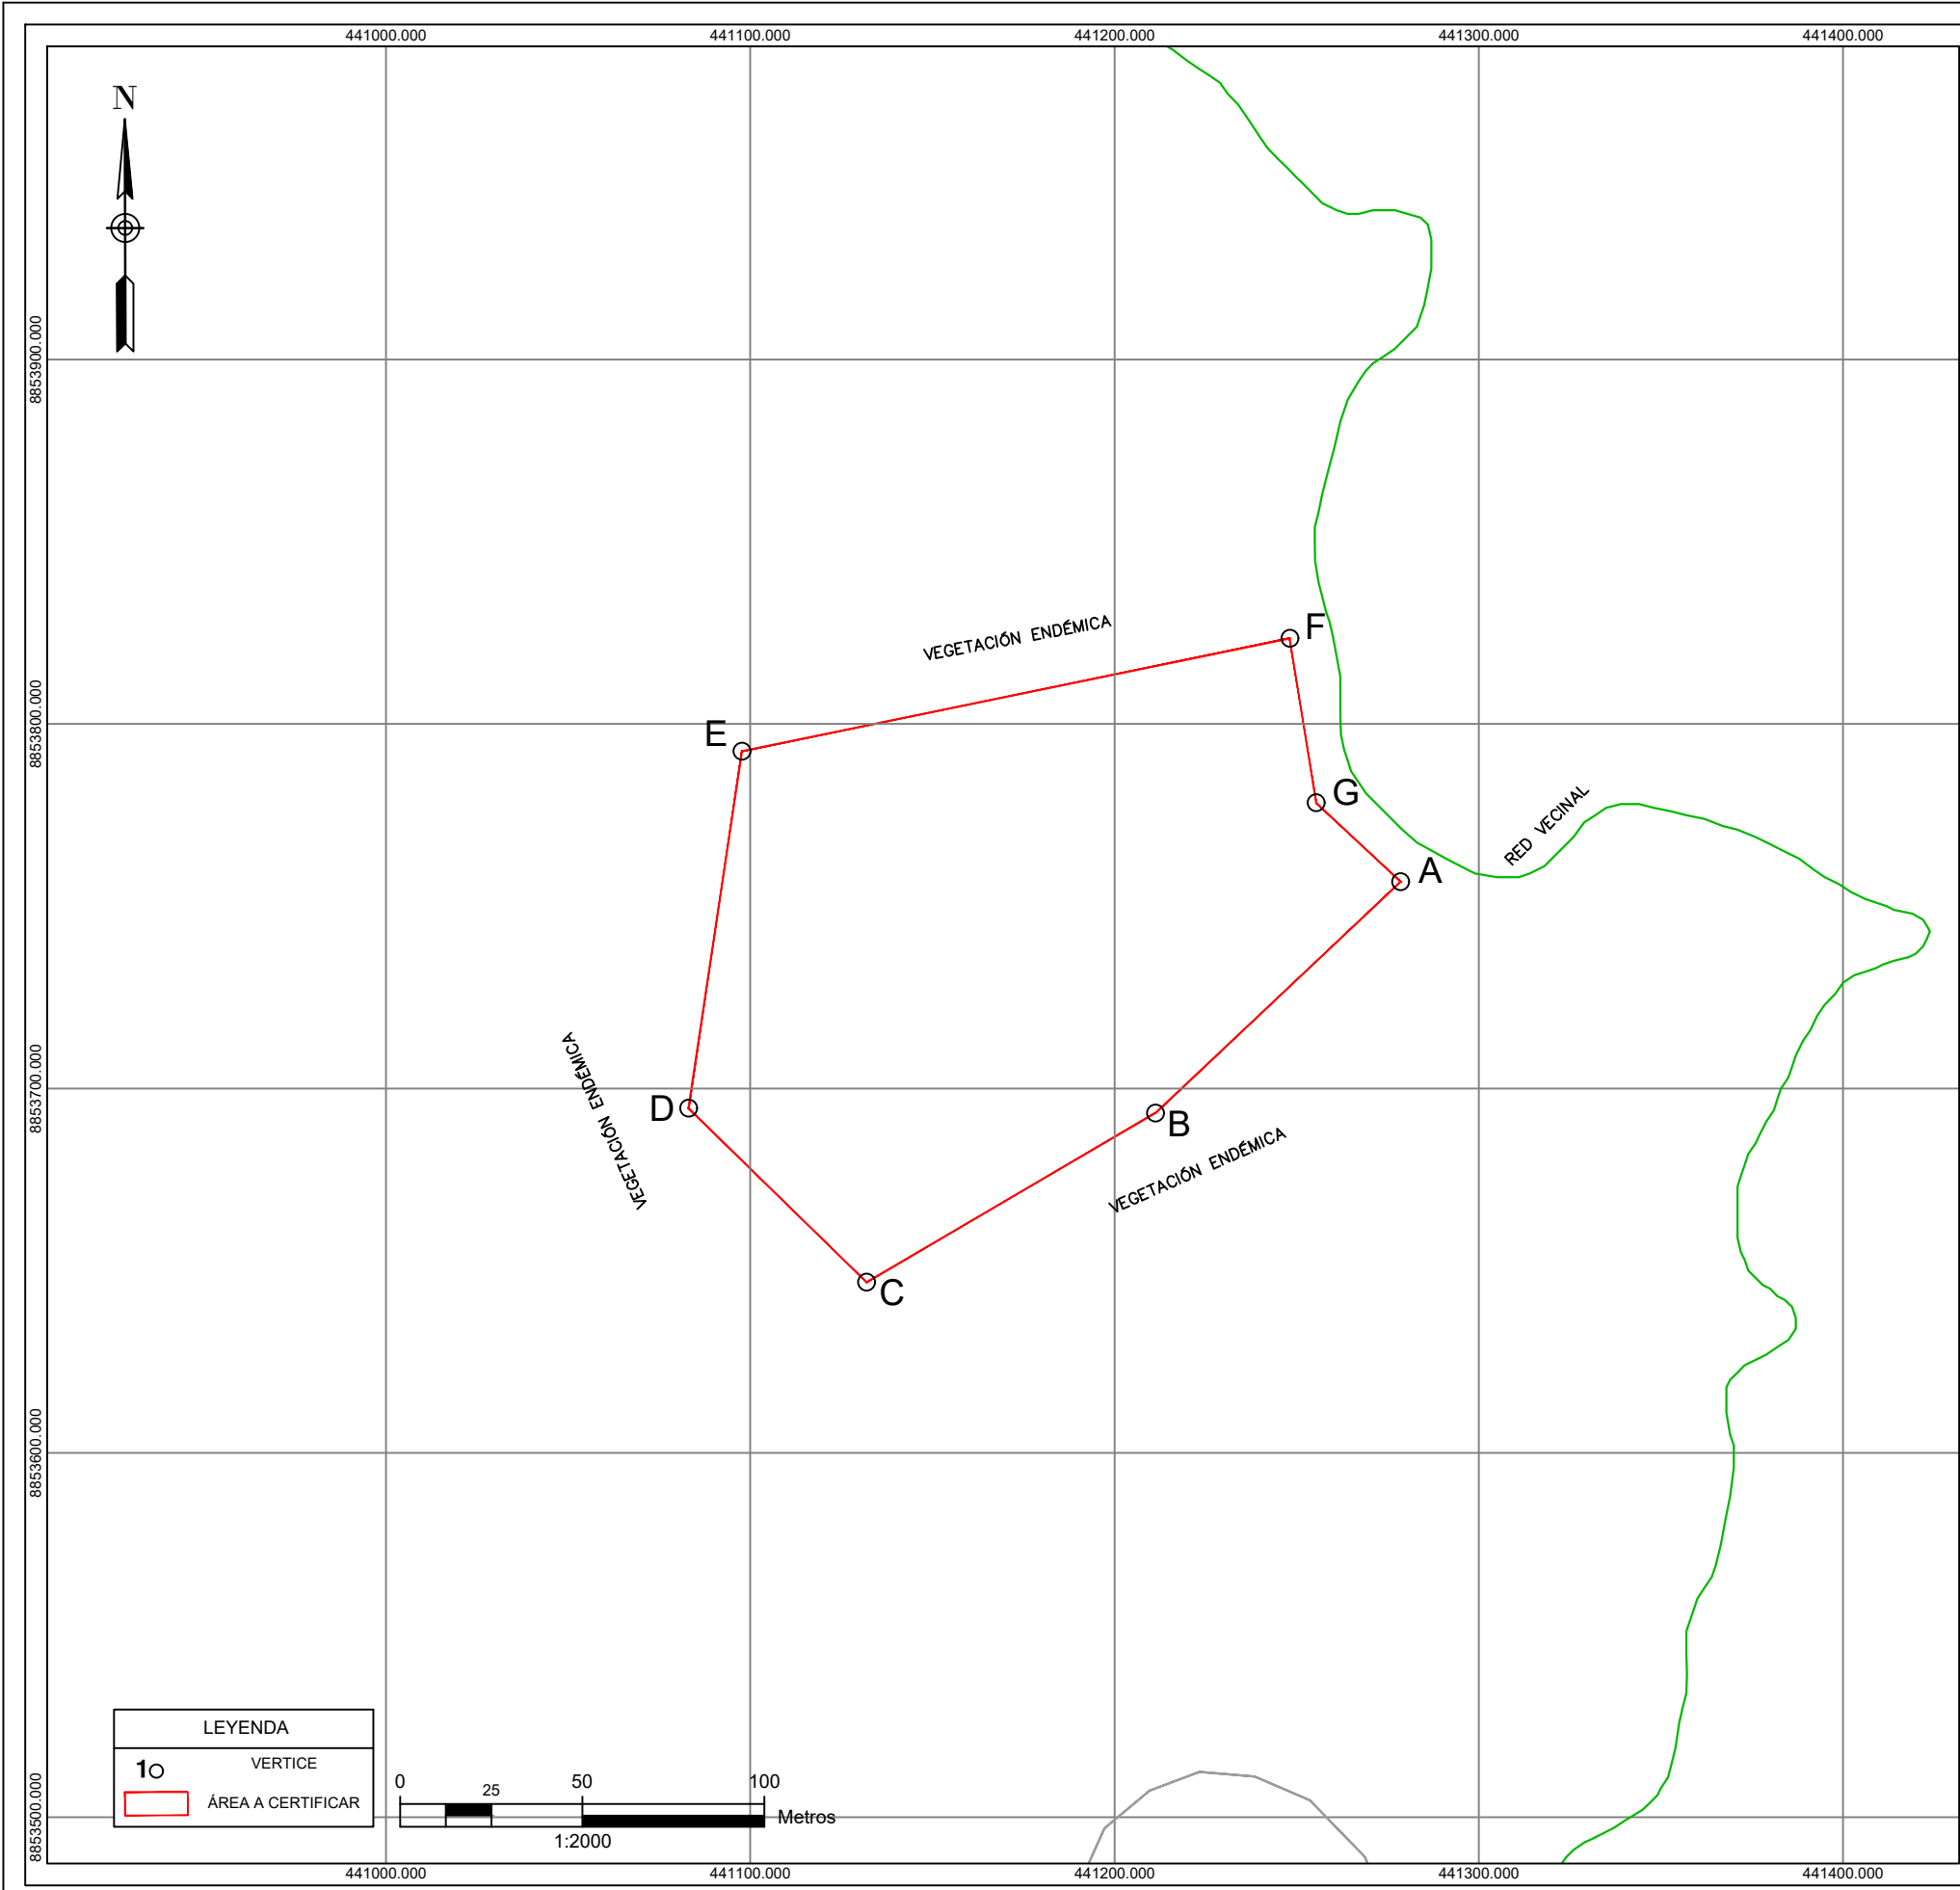 441000.000 441100.000 441200.000 441300.000 441400.000
N
8853900.000
VEGETACIÓN ENDÉMICA
F
8853800.000
E
G
RED VECINAL
A
VEGETACIÓN ENDÉMICA
8853700.000
D
B
VEGETACIÓN ENDÉMICA
C
8853600.000
LEYENDA
1 VERTICE
ÁREA A CERTIFICAR
0 25 50 100
Metros
1:2000
8853500.000
441000.000 441100.000 441200.000 441300.000 441400.000